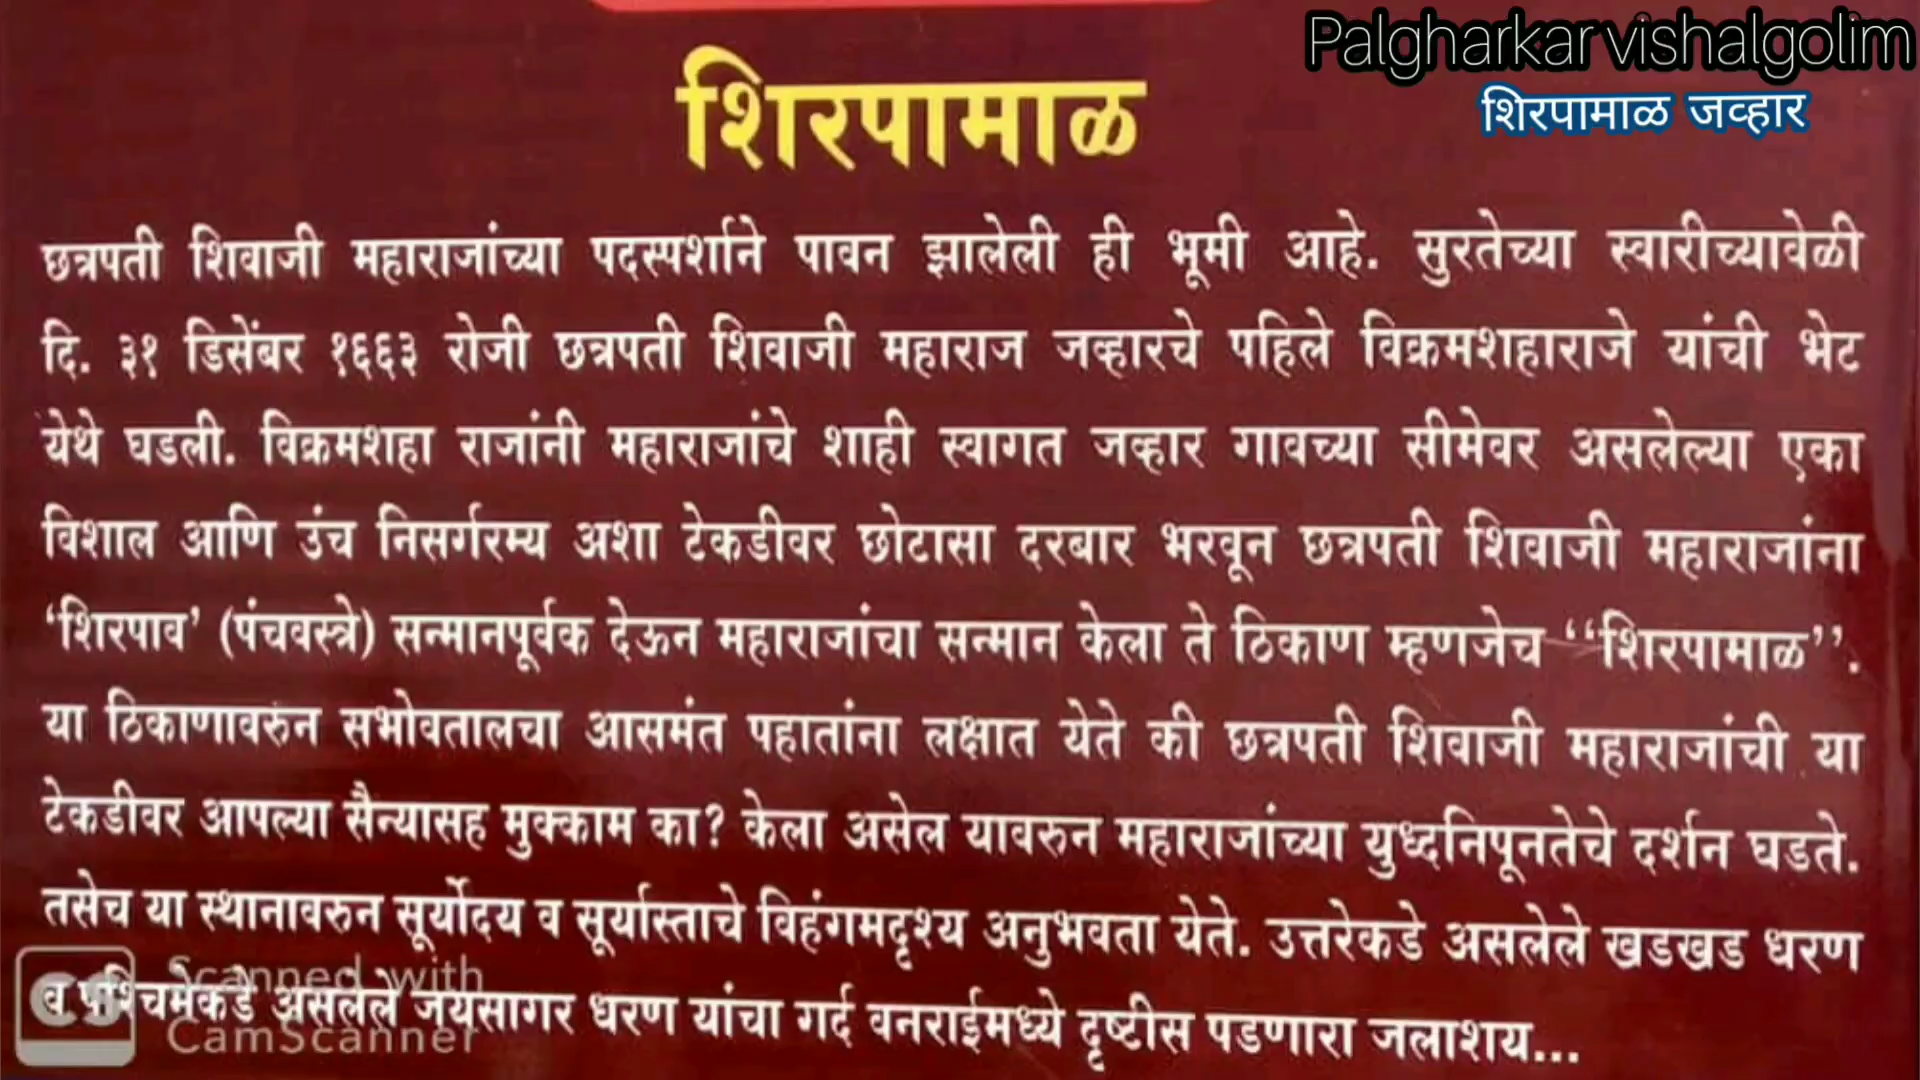 Palgharkar vishalgolim
शिरपामाळ जव्हार
शिरपामाळ
छत्रपती शिवाजी महाराजांच्या पदस्पर्शाने पावन झालेली ही भूमी आहे. सुरतेच्या स्वारीच्यावेळी
दि. ३१ डिसेंबर १६६३ रोजी छत्रपती शिवाजी महाराज जव्हारचे पहिले विक्रमशहाराजे यांची भेट
येथे घडली. विक्रमशहा राजांनी महाराजांचे शाही स्वागत जव्हार गावच्या सीमेवर असलेल्या एका
विशाल आणि उंच निसर्गरम्य अशा टेकडीवर छोटासा दरबार भरवून छत्रपती शिवाजी महाराजांना
‘शिरपाव’ (पंचवस्त्रे) सन्मानपूर्वक देऊन महाराजांचा सन्मान केला ते ठिकाण म्हणजेच ‘‘शिरपामाळ’’.
या ठिकाणावरुन सभोवतालचा आसमंत पहातांना लक्षात येते की छत्रपती शिवाजी महाराजांची या
टेकडीवर आपल्या सैन्यासह मुक्काम का? केला असेल यावरुन महाराजांच्या युध्दनिपूनतेचे दर्शन घडते.
तसेच या स्थानावरुन सूर्योदय व सूर्यास्ताचे विहंगमदृश्य अनुभवता येते. उत्तरेकडे असलेले खडखड धरण
व पश्चिमेकडे असलेले जयसागर धरण यांचा गर्द वनराईमध्ये दृष्टीस पडणारा जलाशय...
CS Scanned with
CamScanner